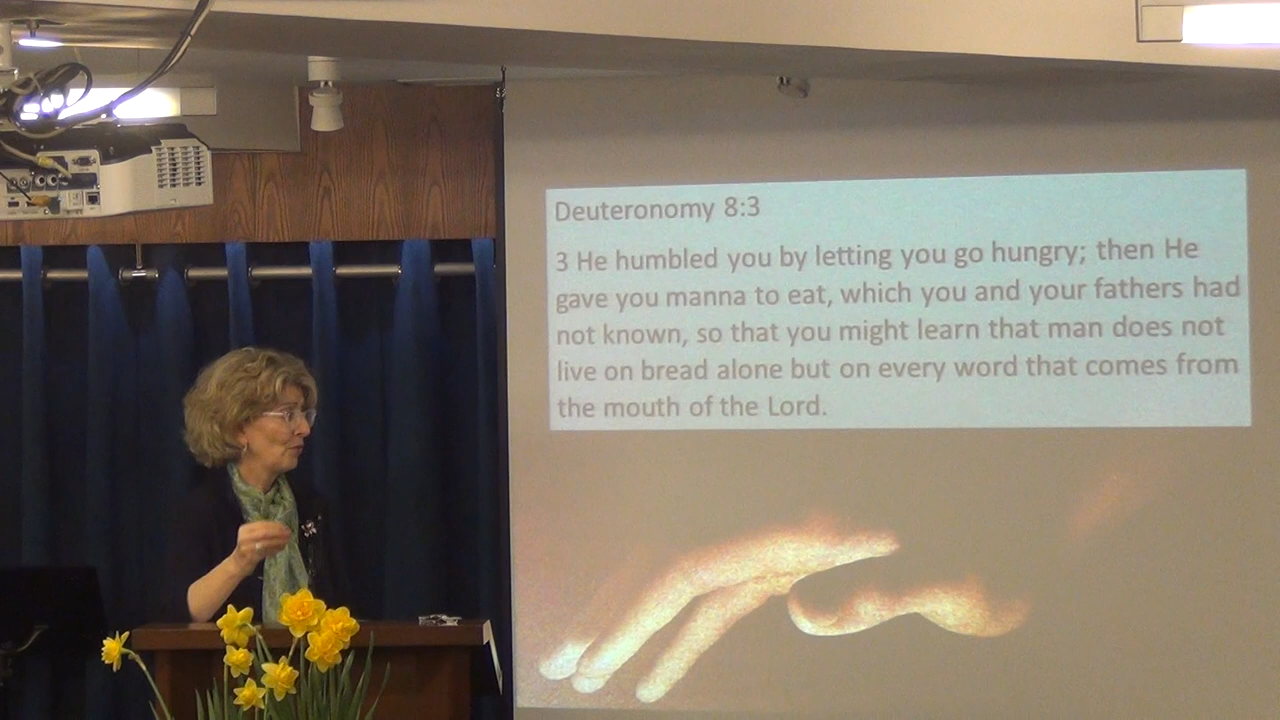 Deuteronomy 8:3
3 He humbled you by letting you go hungry; then He
gave you manna to eat, which you and your fathers had
not known, so that you might learn that man does not
live on bread alone but on every word that comes from
the mouth of the Lord.